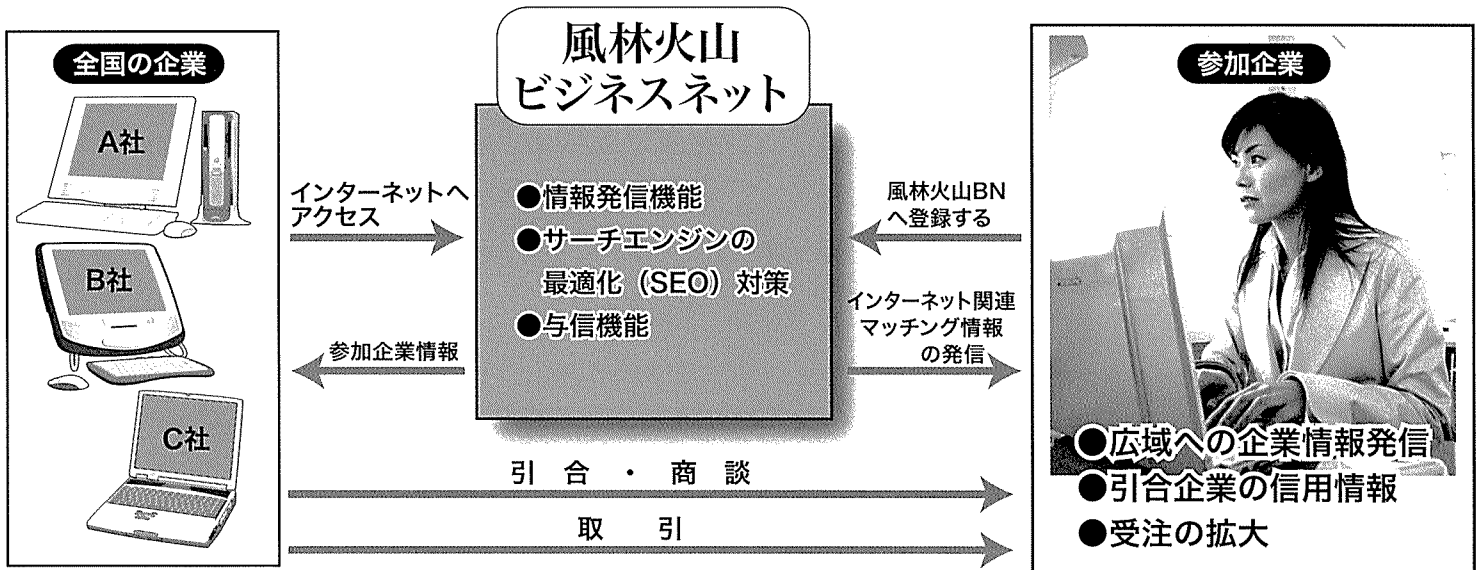 全国の企業
A社
B社
C社
インターネットへ
アクセス
参加企業情報
風林火山
ビジネスネット
●情報発信機能
●サーチエンジンの
最適化（SEO）対策
●与信機能
風林火山BN
へ登録する
インターネット関連
マッチング情報
の発信
引合・商談
取引
参加企業
●広域への企業情報発信
●引合企業の信用情報
●受注の拡大